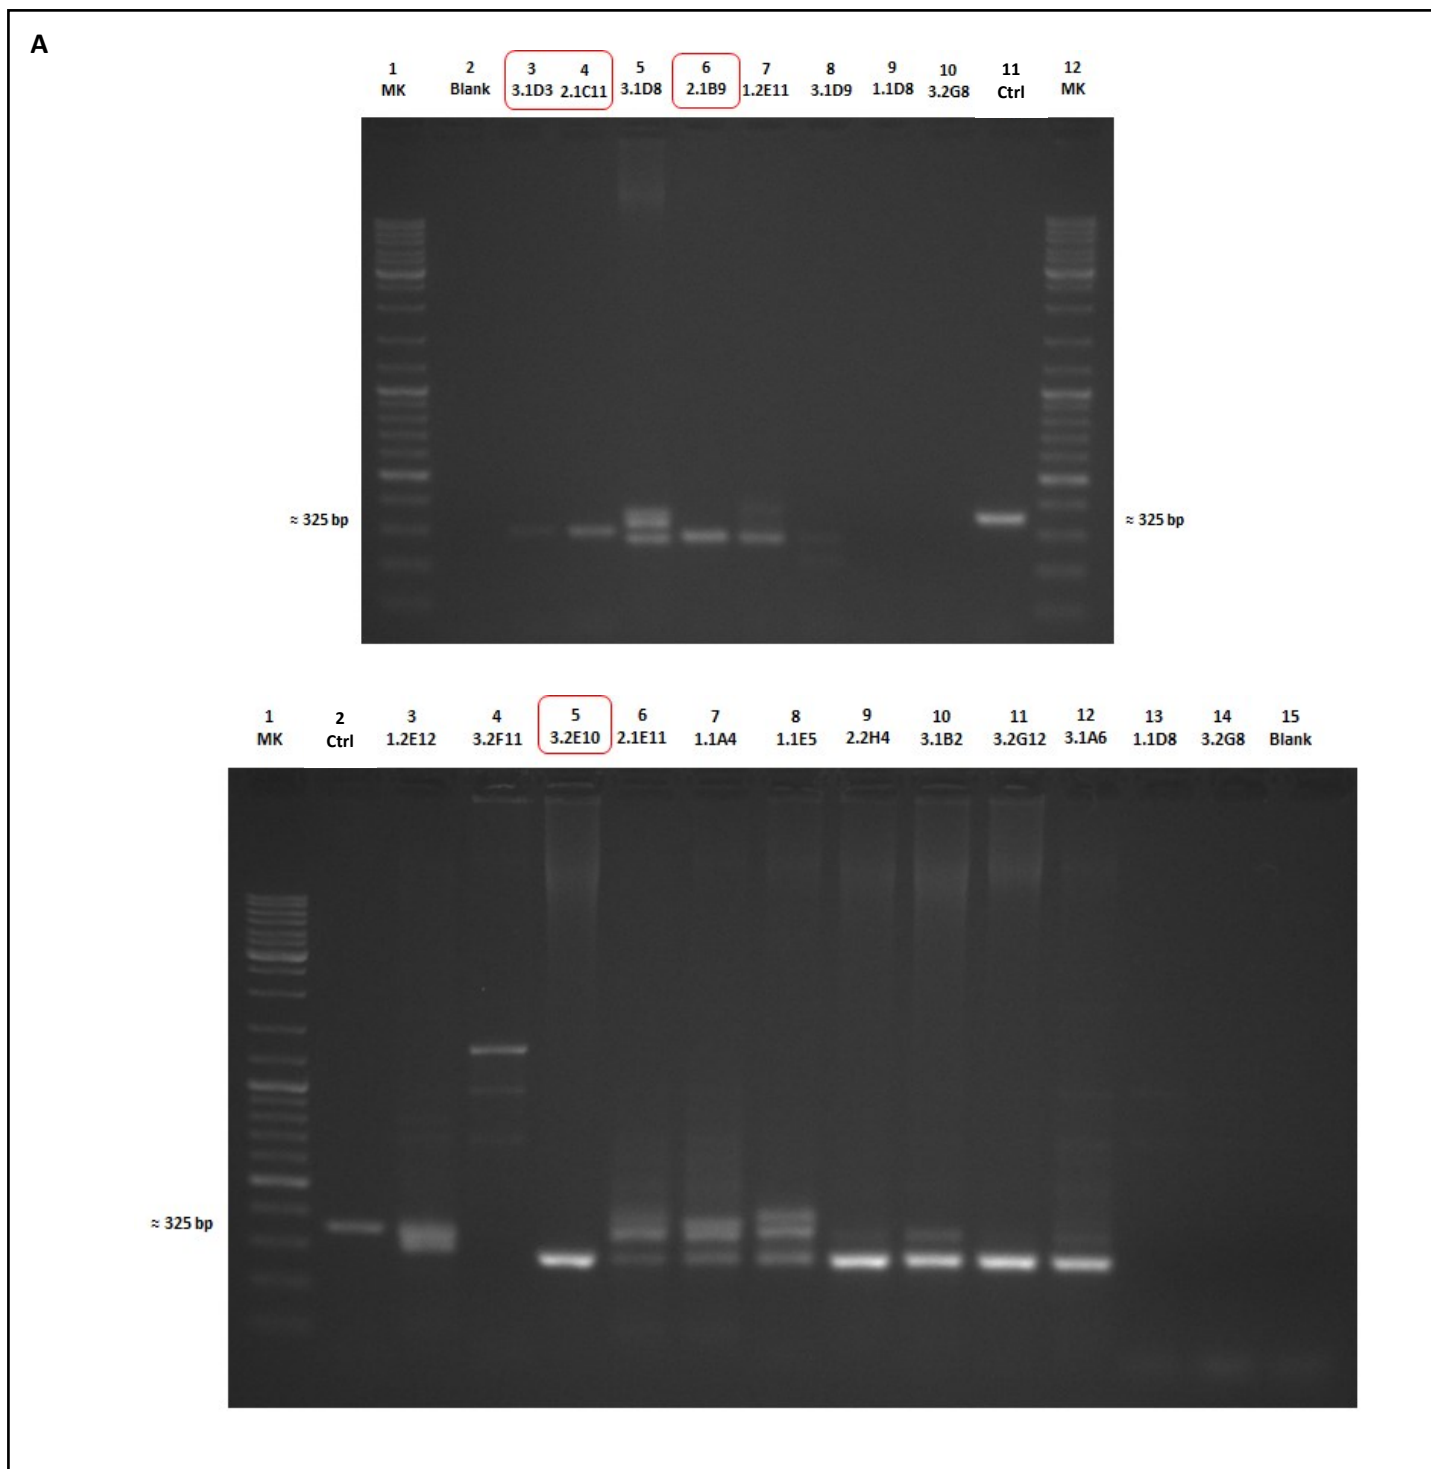 A
1 2 3 4 5 6 7 8 9 10 11 12
MK Blank 3.1D3 2.1C11 3.1D8 2.1B9 1.2E11 3.1D9 1.1D8 3.2G8 Ctrl MK
≈ 325 bp ≈ 325 bp
1 2 3 4 5 6 7 8 9 10 11 12 13 14 15
MK Ctrl 1.2E12 3.2F11 3.2E10 2.1E11 1.1A4 1.1E5 2.2H4 3.1B2 3.2G12 3.1A6 1.1D8 3.2G8 Blank
≈ 325 bp